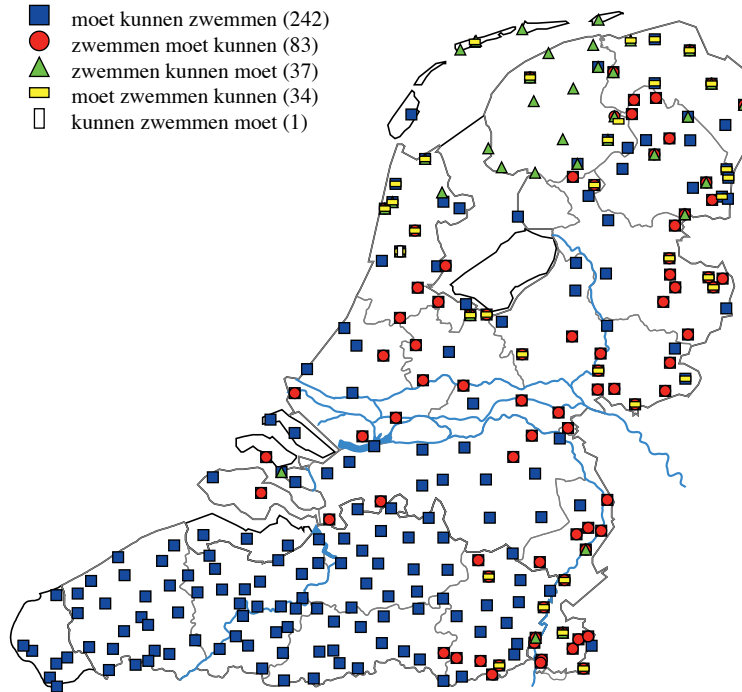 moet kunnen zwemmen (242)
zwemmen moet kunnen (83)
zwemmen kunnen moet (37)
moet zwemmen kunnen (34)
kunnen zwemmen moet (1)